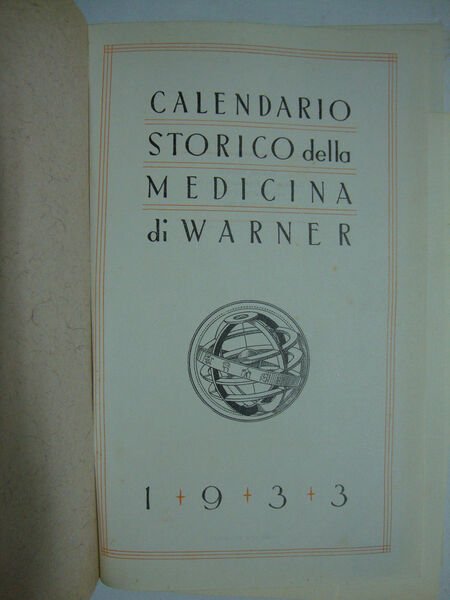 CALENDARIO
STORICO della
MEDICINA
di WARNER
1 + 9 + 3 + 3